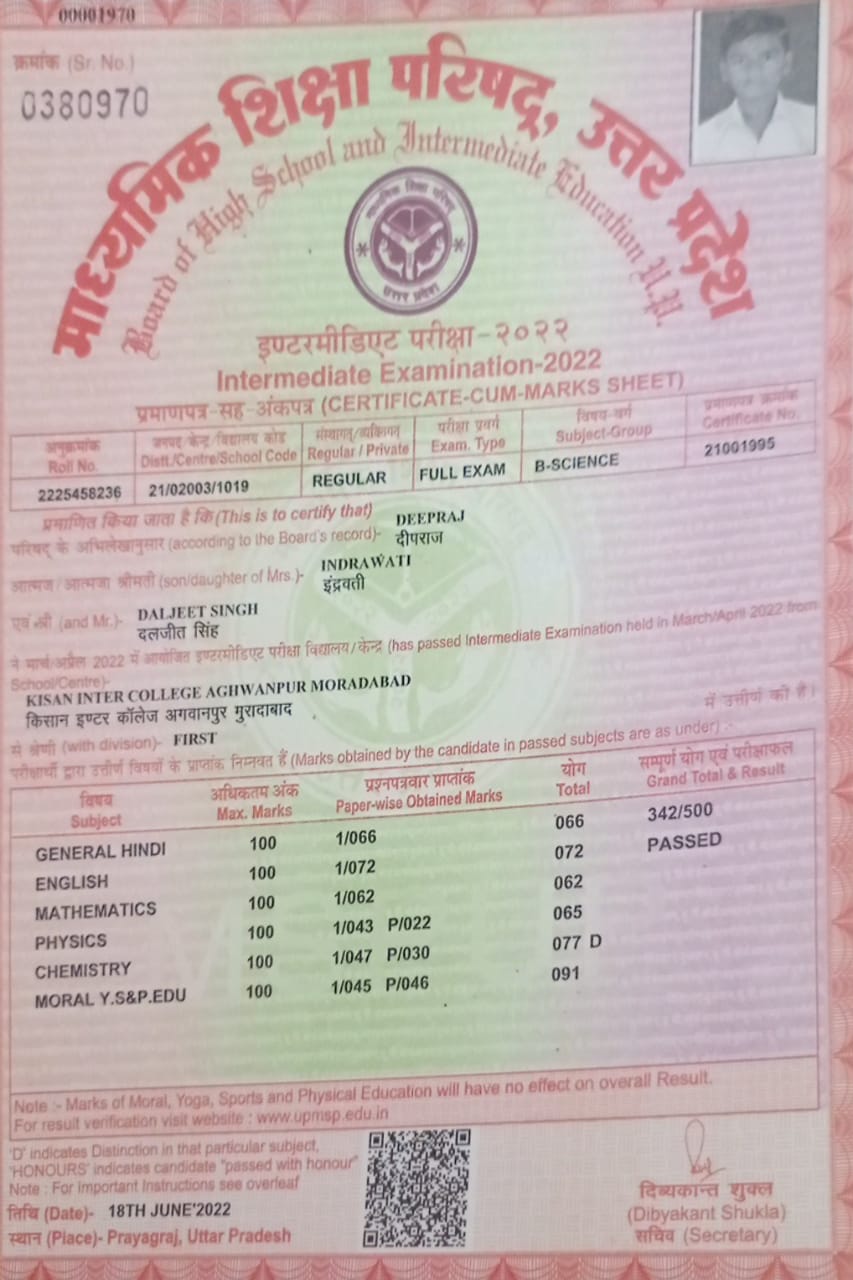 00001970
क्रमांक (Sr. No.)
0380970
माध्यमिक शिक्षा परिषद्, उत्तर प्रदेश
Board of High School and Intermediate Education U.P.
माध्यमिक शिक्षा परिषद्
उत्तर प्रदेश
इण्टरमीडिएट परीक्षा-२०२२
Intermediate Examination-2022
प्रमाणपत्र-सह-अंकपत्र (CERTIFICATE-CUM-MARKS SHEET)
अनुक्रमांक जनपद/केन्द्र/विद्यालय कोड संस्थागत/व्यक्तिगत परीक्षा प्रवर्ग विषय-वर्ग प्रमाणपत्र क्रमांक
Roll No. Distt./Centre/School Code Regular / Private Exam. Type Subject-Group Certificate No.
2225458236 21/02003/1019 REGULAR FULL EXAM B-SCIENCE 21001995
प्रमाणित किया जाता है कि (This is to certify that) DEEPRAJ
परिषद् के अभिलेखानुसार (according to the Board's record)- दीपराज
INDRAWATI
आत्मज/आत्मजा श्रीमती (son/daughter of Mrs.)- इंद्रवती
DALJEET SINGH
एवं श्री (and Mr.)- दलजीत सिंह
ने मार्च/अप्रैल 2022 में आयोजित इण्टरमीडिएट परीक्षा विद्यालय/केन्द्र (has passed Intermediate Examination held in March/April 2022 from
School/Centre)-
KISAN INTER COLLEGE AGHWANPUR MORADABAD
किसान इण्टर कॉलेज अगवानपुर मुरादाबाद में उत्तीर्ण की है।
से श्रेणी (with division)- FIRST
परीक्षार्थी द्वारा उत्तीर्ण विषयों के प्राप्तांक निम्नवत हैं (Marks obtained by the candidate in passed subjects are as under) :-
विषय अधिकतम अंक प्रश्नपत्रवार प्राप्तांक योग सम्पूर्ण योग एवं परीक्षाफल
Subject Max. Marks Paper-wise Obtained Marks Total Grand Total & Result
GENERAL HINDI 100 1/066 066 342/500
ENGLISH 100 1/072 072 PASSED
MATHEMATICS 100 1/062 062
PHYSICS 100 1/043 P/022 065
CHEMISTRY 100 1/047 P/030 077 D
MORAL Y.S&P.EDU 100 1/045 P/046 091
Note :- Marks of Moral, Yoga, Sports and Physical Education will have no effect on overall Result.
For result verification visit website : www.upmsp.edu.in
'D' indicates Distinction in that particular subject,
'HONOURS' indicates candidate "passed with honour"
Note : For Important Instructions see overleaf
तिथि (Date)- 18TH JUNE'2022
स्थान (Place)- Prayagraj, Uttar Pradesh
दिब्यकान्त शुक्ल
(Dibyakant Shukla)
सचिव (Secretary)